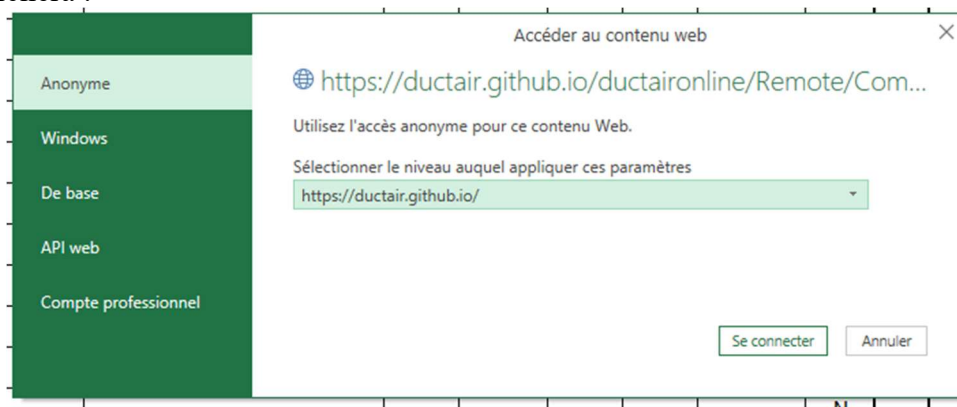 Accéder au contenu web
Anonyme
https://ductair.github.io/ductaironline/Remote/Com...
Utilisez l'accès anonyme pour ce contenu Web.
Windows
Sélectionner le niveau auquel appliquer ces paramètres
De base
https://ductair.github.io/
API web
Compte professionnel
Se connecter
Annuler